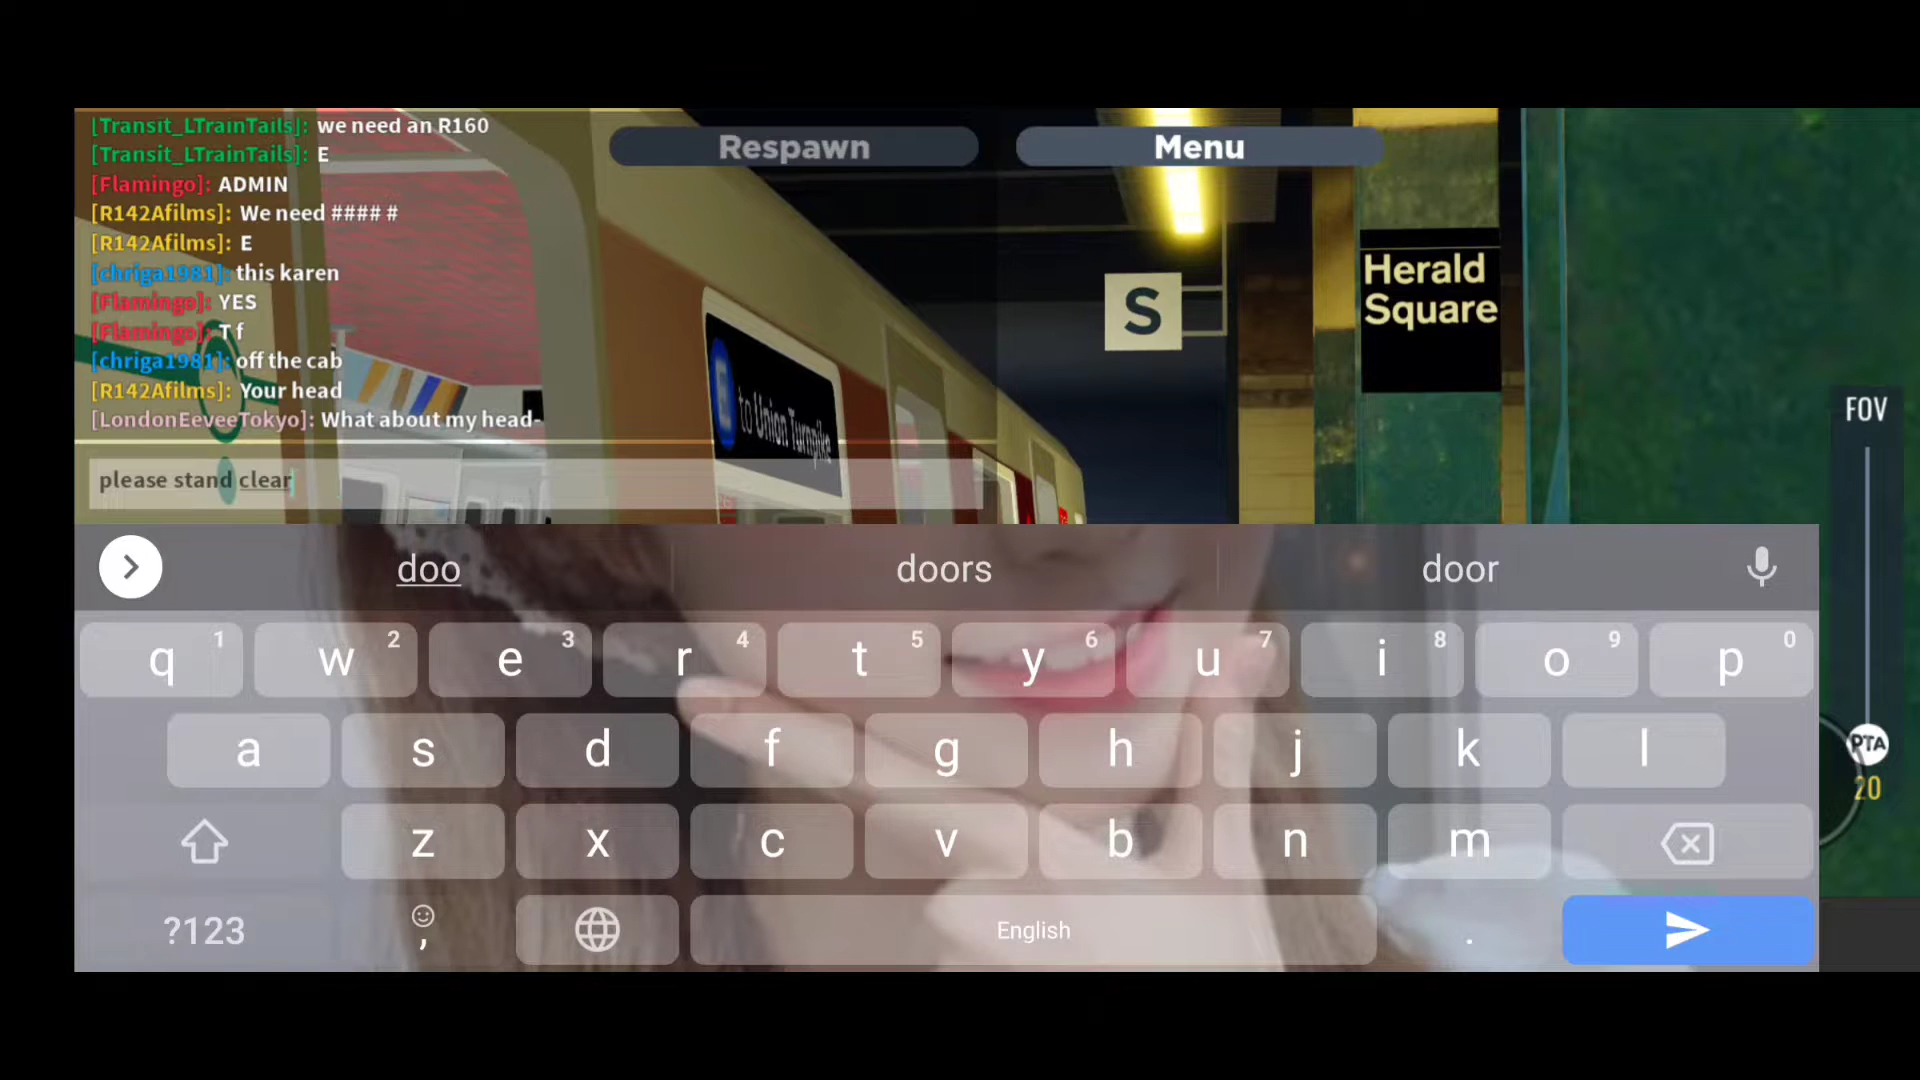 [Transit_LTrainTails]: we need an R160
[Transit_LTrainTails]: E
[Flamingo]: ADMIN
[R142Afilms]: We need #### #
[R142Afilms]: E
[chriga1981]: this karen
[Flamingo]: YES
[Flamingo]: T f
[chriga1981]: off the cab
[R142Afilms]: Your head
[LondonEeveeTokyo]: What about my head-
please stand clear
Respawn
Menu
S
Herald
Square
E to Union Turnpike
FOV
PTA
20
doo doors door
q 1 w 2 e 3 r 4 t 5 y 6 u 7 i 8 o 9 p 0
a s d f g h j k l
z x c v b n m
?123 , English .